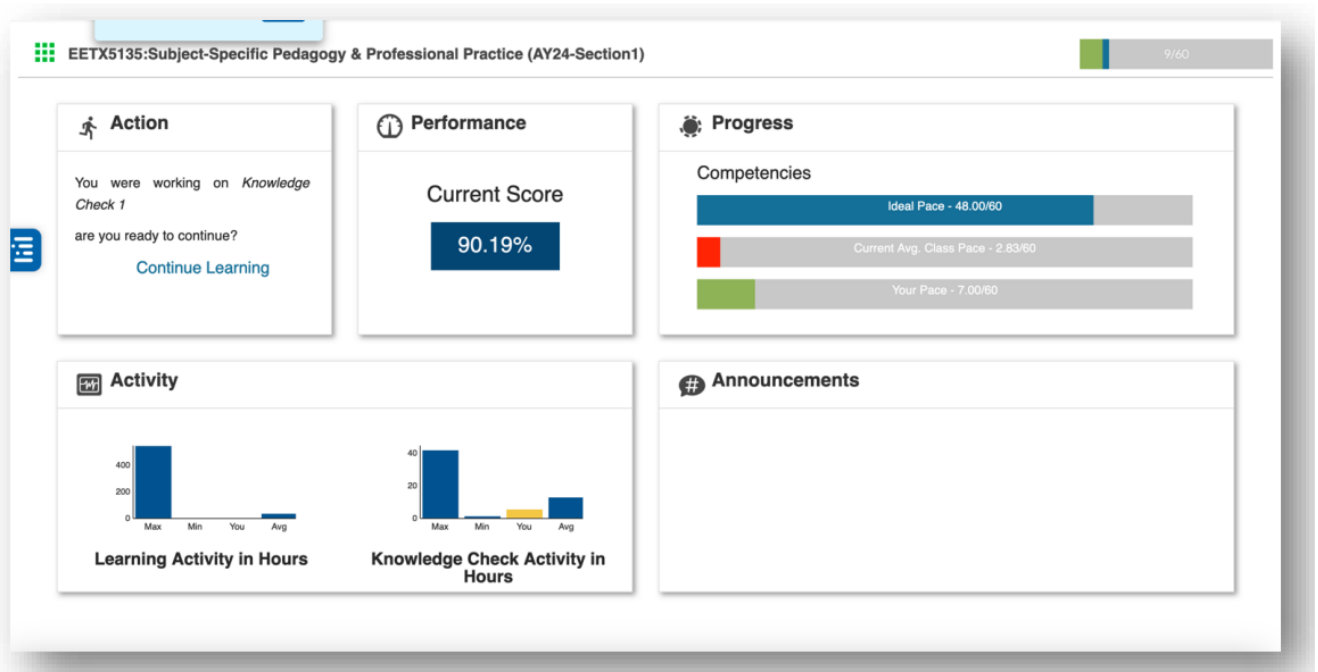 EETX5135:Subject-Specific Pedagogy & Professional Practice (AY24-Section1)
9/60
Action
You were working on Knowledge
Check 1
are you ready to continue?
Continue Learning
Performance
Current Score
90.19%
Progress
Competencies
Ideal Pace - 48.00/60
Current Avg. Class Pace - 2.83/60
Your Pace - 7.00/60
Activity
400
200
0
Max Min You Avg
Learning Activity in Hours
40
20
0
Max Min You Avg
Knowledge Check Activity in
Hours
#
Announcements